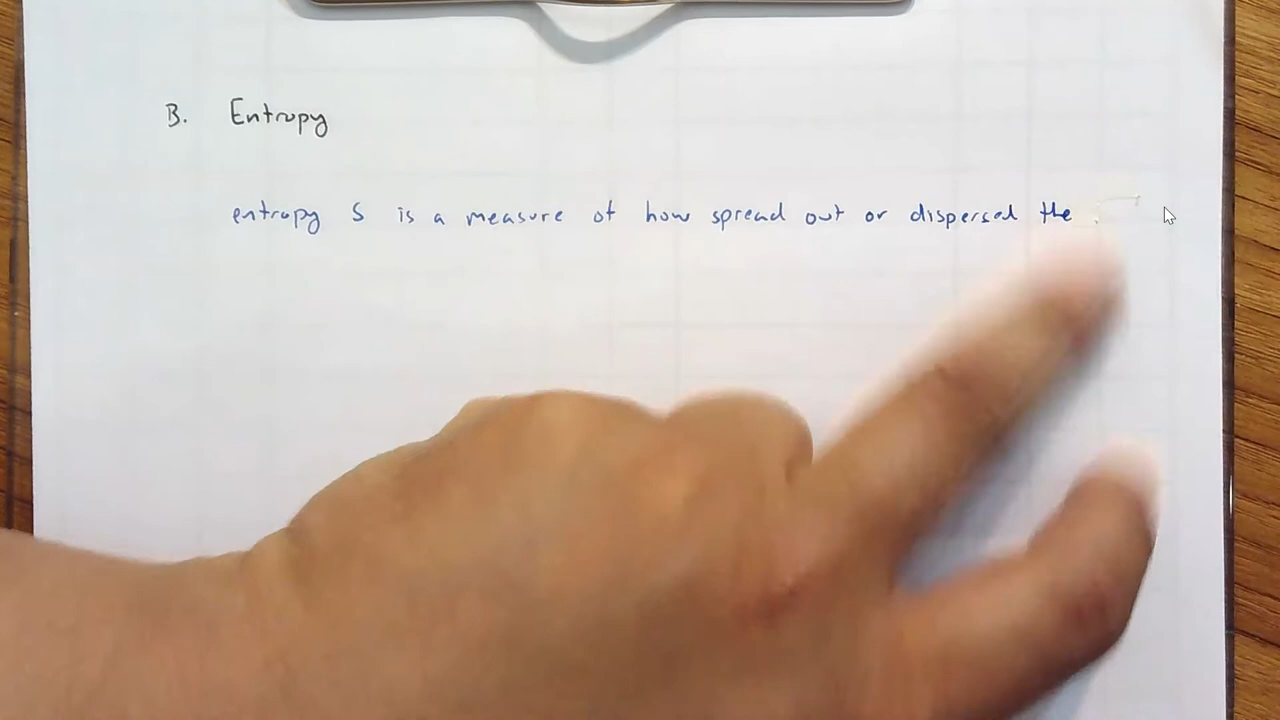 B. Entropy
entropy S is a measure of how spread out or dispersed the